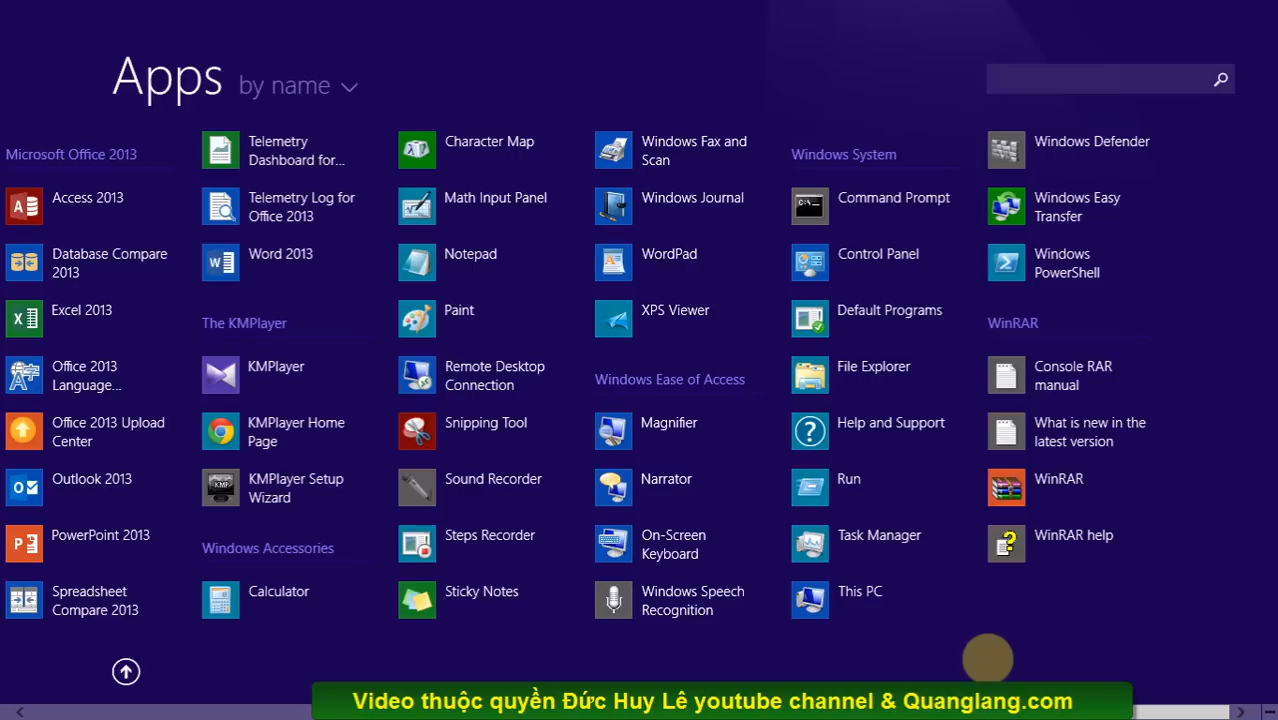 Apps by name
Microsoft Office 2013
Access 2013
Database Compare
2013
Excel 2013
Office 2013
Language...
Office 2013 Upload
Center
Outlook 2013
PowerPoint 2013
Spreadsheet
Compare 2013
Telemetry
Dashboard for...
Telemetry Log for
Office 2013
Word 2013
The KMPlayer
KMPlayer
KMPlayer Home
Page
KMPlayer Setup
Wizard
Windows Accessories
Calculator
Character Map
Math Input Panel
Notepad
Paint
Remote Desktop
Connection
Snipping Tool
Sound Recorder
Steps Recorder
Sticky Notes
Windows Fax and
Scan
Windows Journal
WordPad
XPS Viewer
Windows Ease of Access
Magnifier
Narrator
On-Screen
Keyboard
Windows Speech
Recognition
Windows System
Command Prompt
Control Panel
Default Programs
File Explorer
Help and Support
Run
Task Manager
This PC
Windows Defender
Windows Easy
Transfer
Windows
PowerShell
WinRAR
Console RAR
manual
What is new in the
latest version
WinRAR
WinRAR help
Video thuộc quyền Đức Huy Lê youtube channel & Quanglang.com